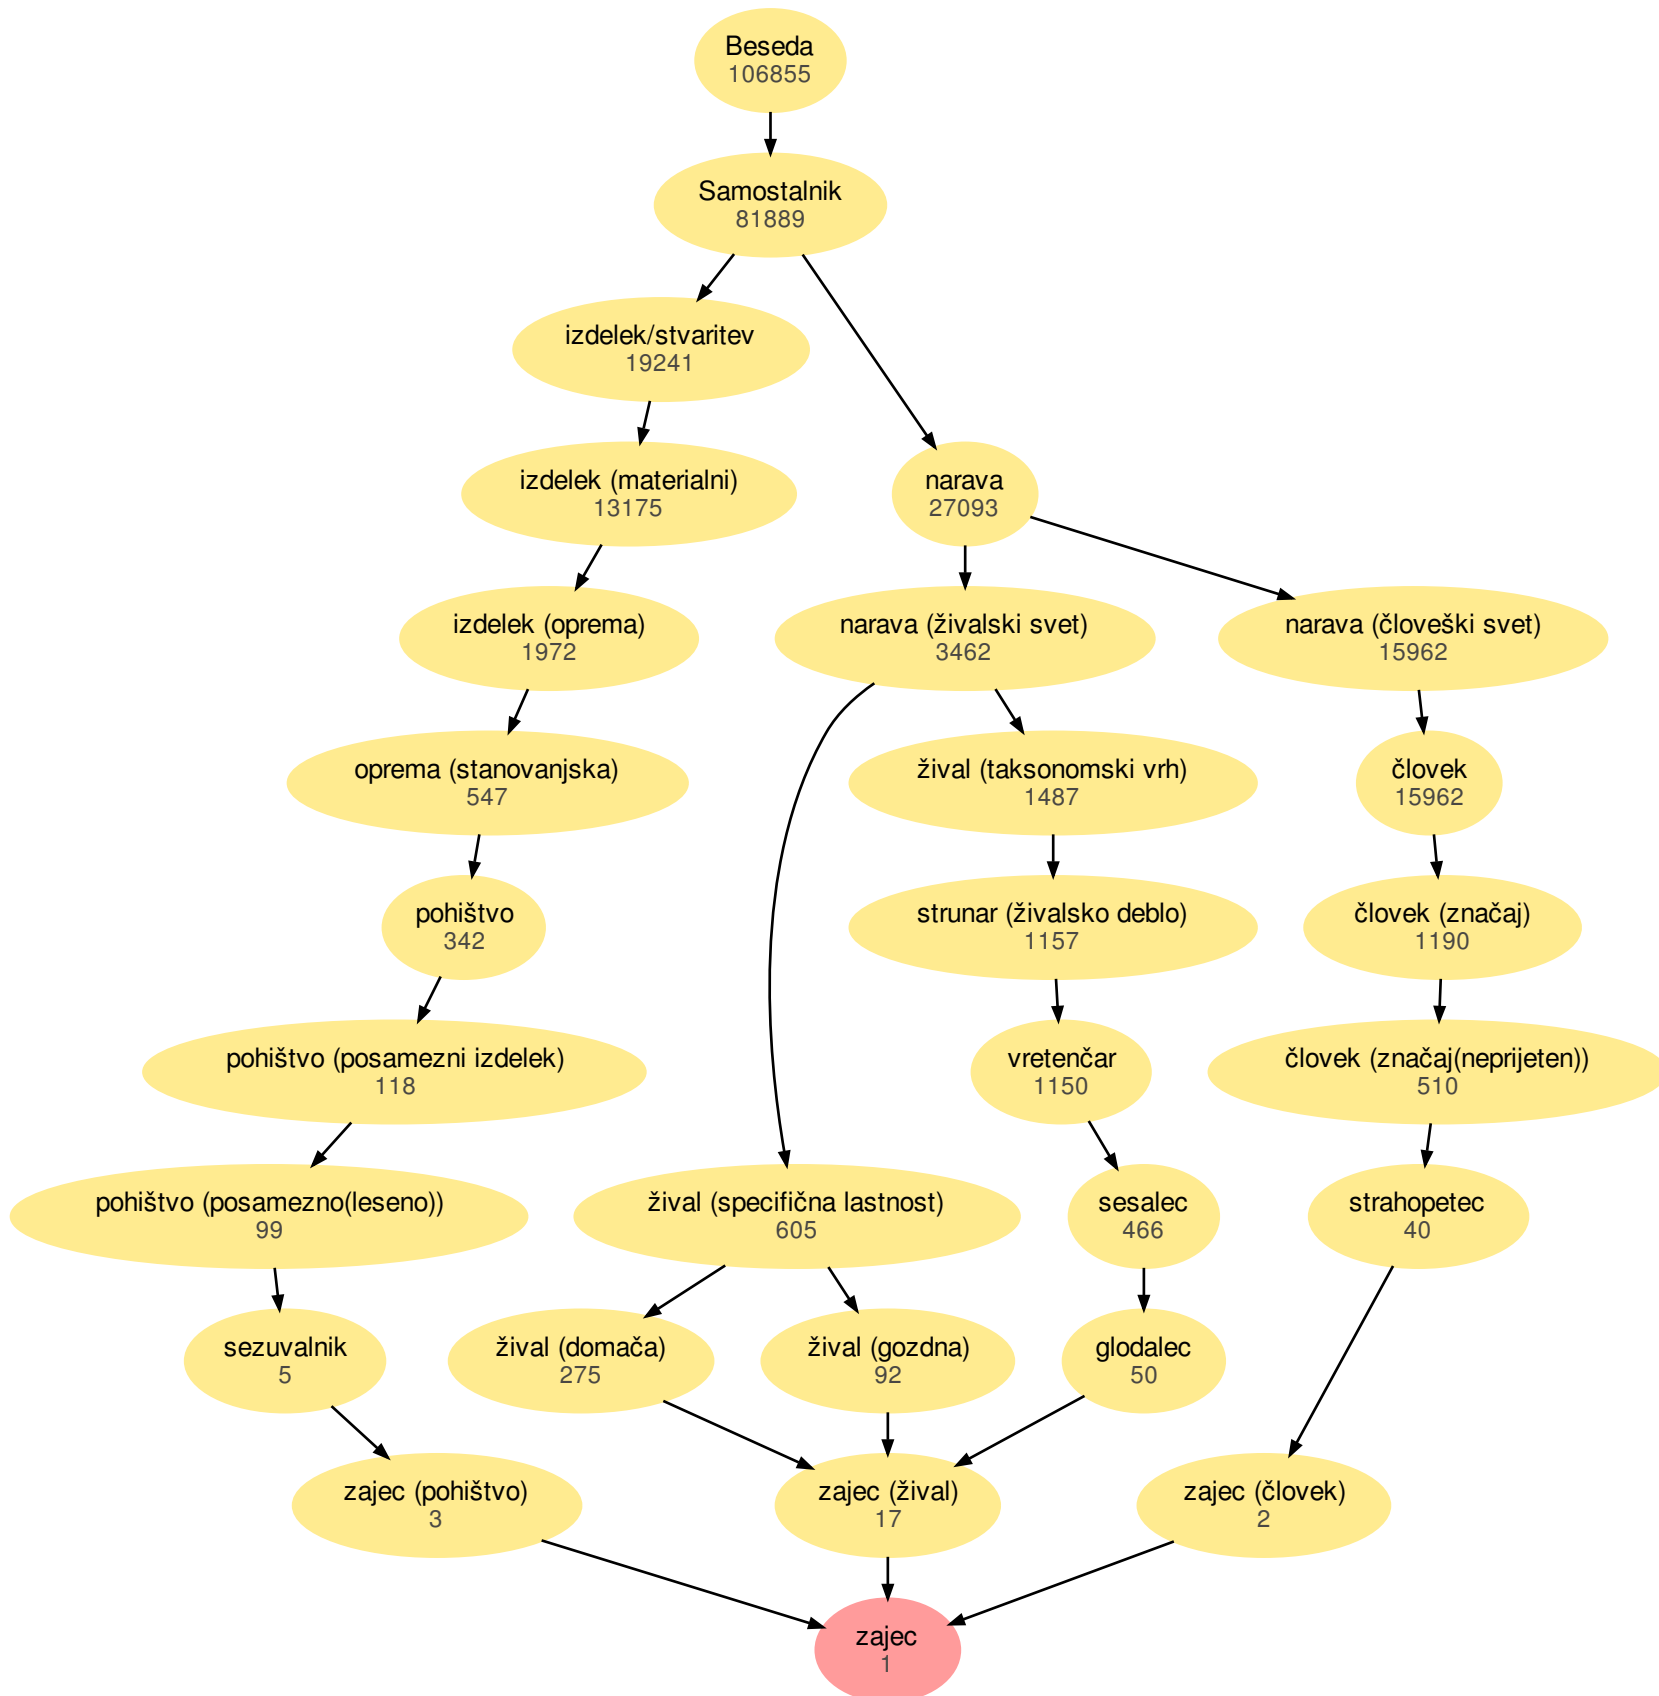 Beseda
106855
Samostalnik
81889
izdelek/stvaritev
19241
izdelek (materialni)
13175
narava
27093
izdelek (oprema)
1972
narava (živalski svet)
3462
narava (človeški svet)
15962
oprema (stanovanjska)
547
žival (taksonomski vrh)
1487
človek
15962
pohištvo
342
strunar (živalsko deblo)
1157
človek (značaj)
1190
pohištvo (posamezni izdelek)
118
vretenčar
1150
človek (značaj(neprijeten))
510
pohištvo (posamezno(leseno))
99
žival (specifična lastnost)
605
sesalec
466
strahopetec
40
sezuvalnik
5
žival (domača)
275
žival (gozdna)
92
glodalec
50
zajec (pohištvo)
3
zajec (žival)
17
zajec (človek)
2
zajec
1